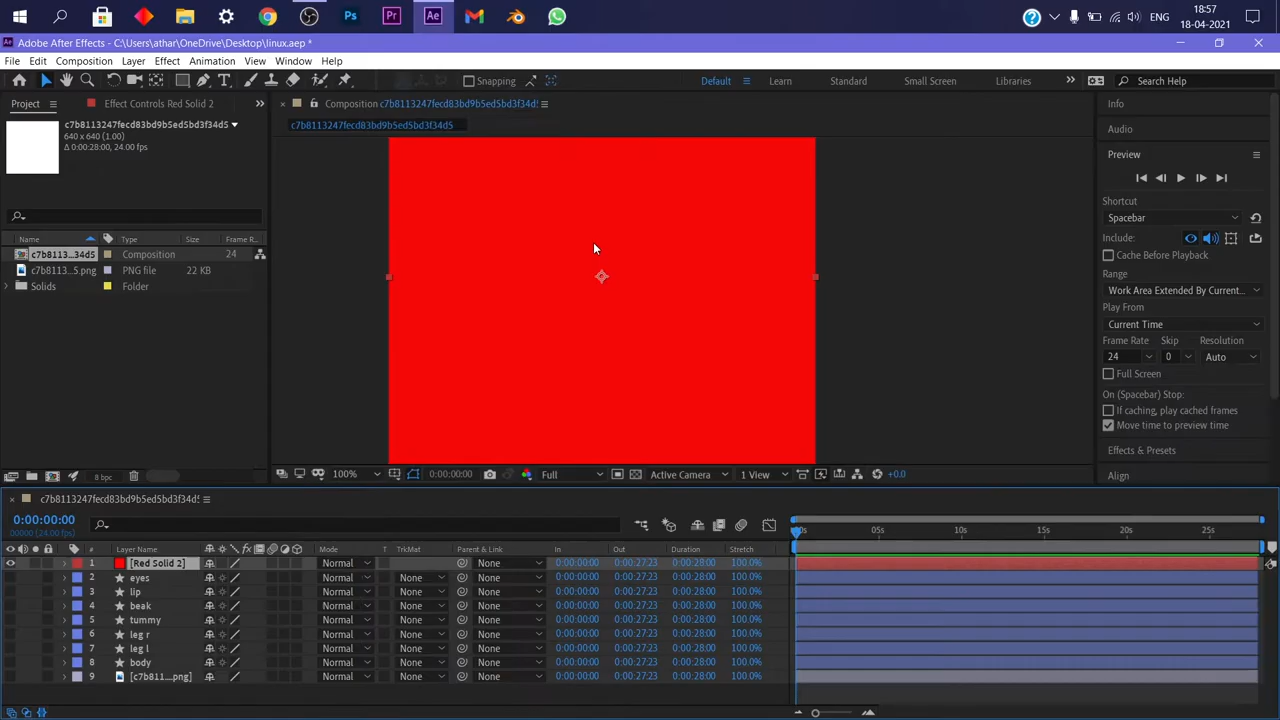 Ps Pr Ae ENG 18:57
18-04-2021
Adobe After Effects - C:\Users\athar\OneDrive\Desktop\linux.aep *
File Edit Composition Layer Effect Animation View Window Help
Snapping Default Learn Standard Small Screen Libraries Search Help
Project Effect Controls Red Solid 2 Composition c7b8113247fecd83bd9b5ed5bd3f34d5 Info
c7b8113247fecd83bd9b5ed5bd3f34d5 c7b8113247fecd83bd9b5ed5bd3f34d5 Audio
640 x 640 (1.00)
Δ 0:00:28:00, 24.00 fps
Preview
Shortcut
Spacebar
Include:
Cache Before Playback
Range
Work Area Extended By Current...
Play From
Current Time
Frame Rate Skip Resolution
24 0 Auto
Full Screen
On (Spacebar) Stop:
If caching, play cached frames
Move time to preview time
Effects & Presets
Align
Name Type Size Frame R...
c7b8113...34d5 Composition 24
c7b8113...5.png PNG file 22 KB
Solids Folder
8 bpc 100% 0:00:00:00 Full Active Camera 1 View +0.0
c7b8113247fecd83bd9b5ed5bd3f34d5
0:00:00:00
00000 (24.00 fps)
00s 05s 10s 15s 20s 25s
# Layer Name Mode T TrkMat Parent & Link In Out Duration Stretch
1 [Red Solid 2] Normal None 0:00:00:00 0:00:27:23 0:00:28:00 100.0%
2 eyes Normal None None 0:00:00:00 0:00:27:23 0:00:28:00 100.0%
3 lip Normal None None 0:00:00:00 0:00:27:23 0:00:28:00 100.0%
4 beak Normal None None 0:00:00:00 0:00:27:23 0:00:28:00 100.0%
5 tummy Normal None None 0:00:00:00 0:00:27:23 0:00:28:00 100.0%
6 leg r Normal None None 0:00:00:00 0:00:27:23 0:00:28:00 100.0%
7 leg l Normal None None 0:00:00:00 0:00:27:23 0:00:28:00 100.0%
8 body Normal None None 0:00:00:00 0:00:27:23 0:00:28:00 100.0%
9 [c7b811....png] Normal None None 0:00:00:00 0:00:27:23 0:00:28:00 100.0%